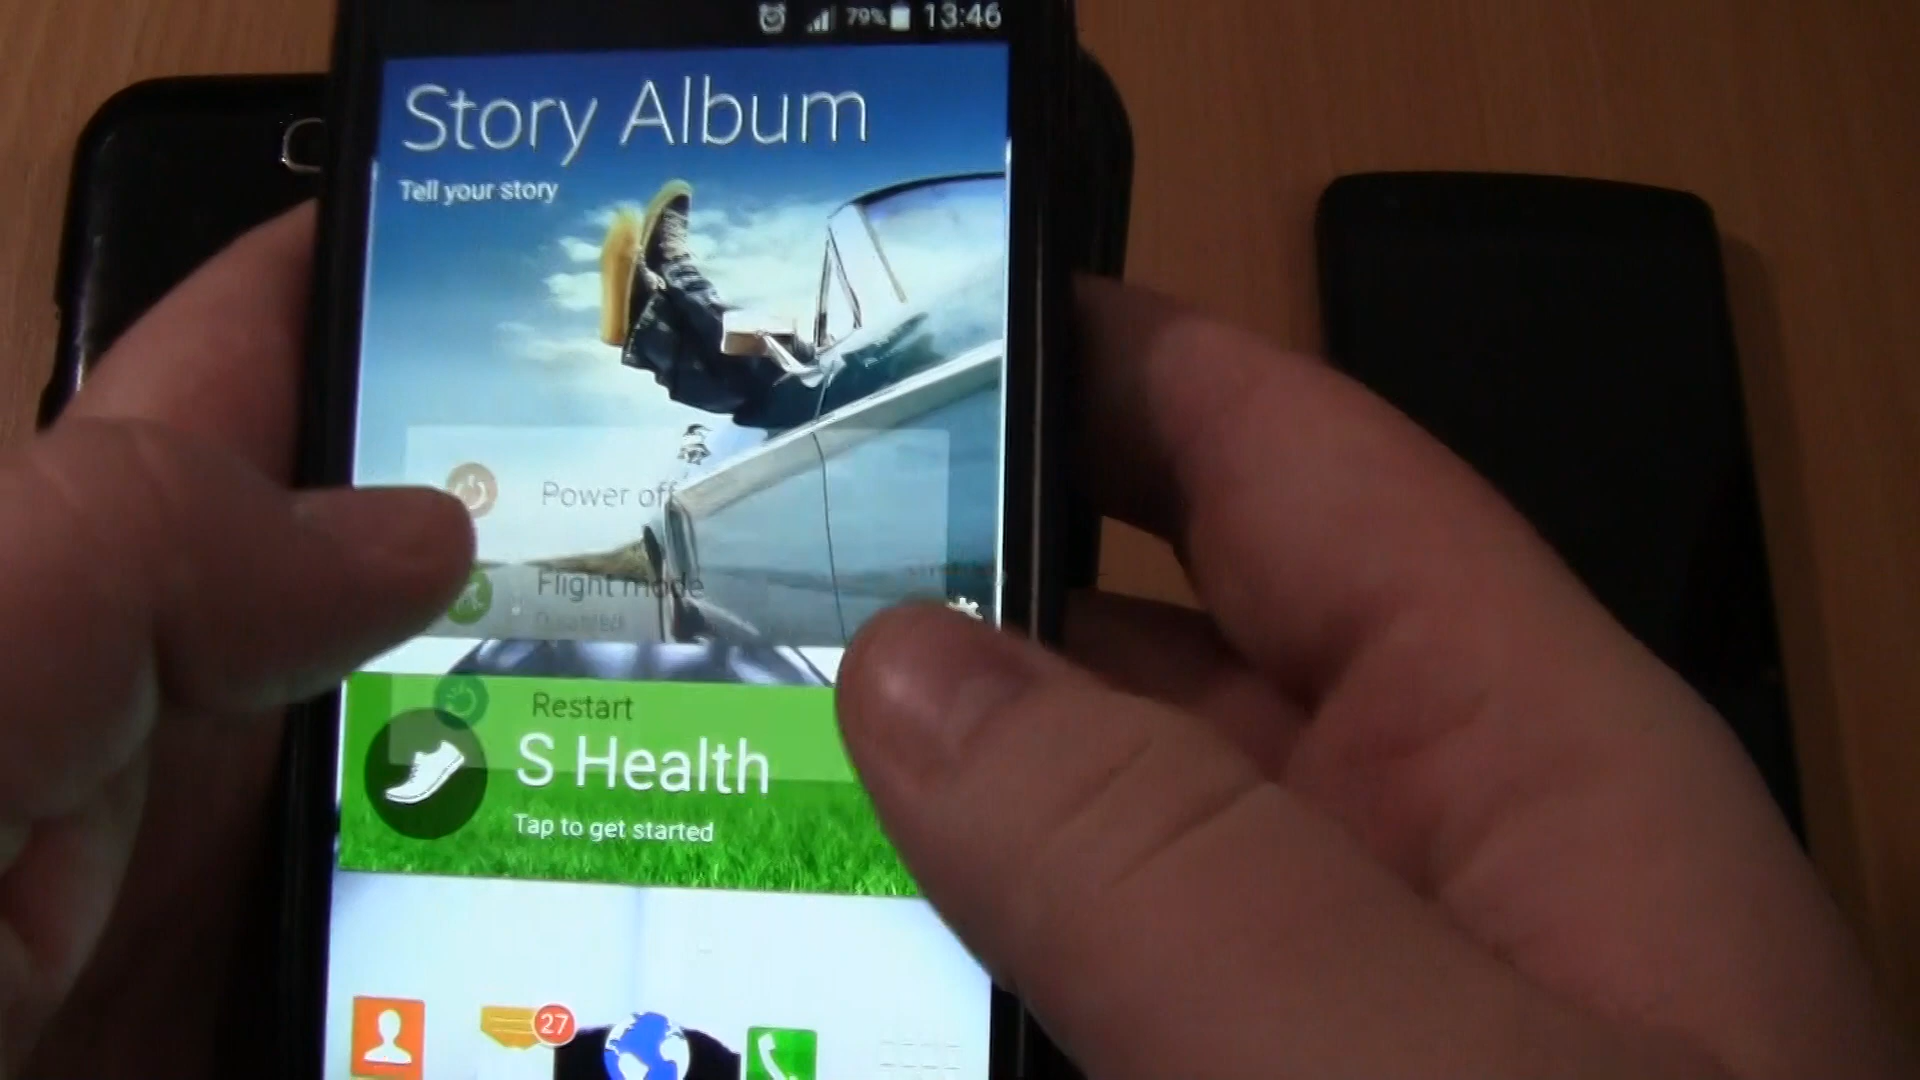 79% 13:46
Story Album
Tell your story
Power off
Flight mode
Disabled
Restart
S Health
Tap to get started
27